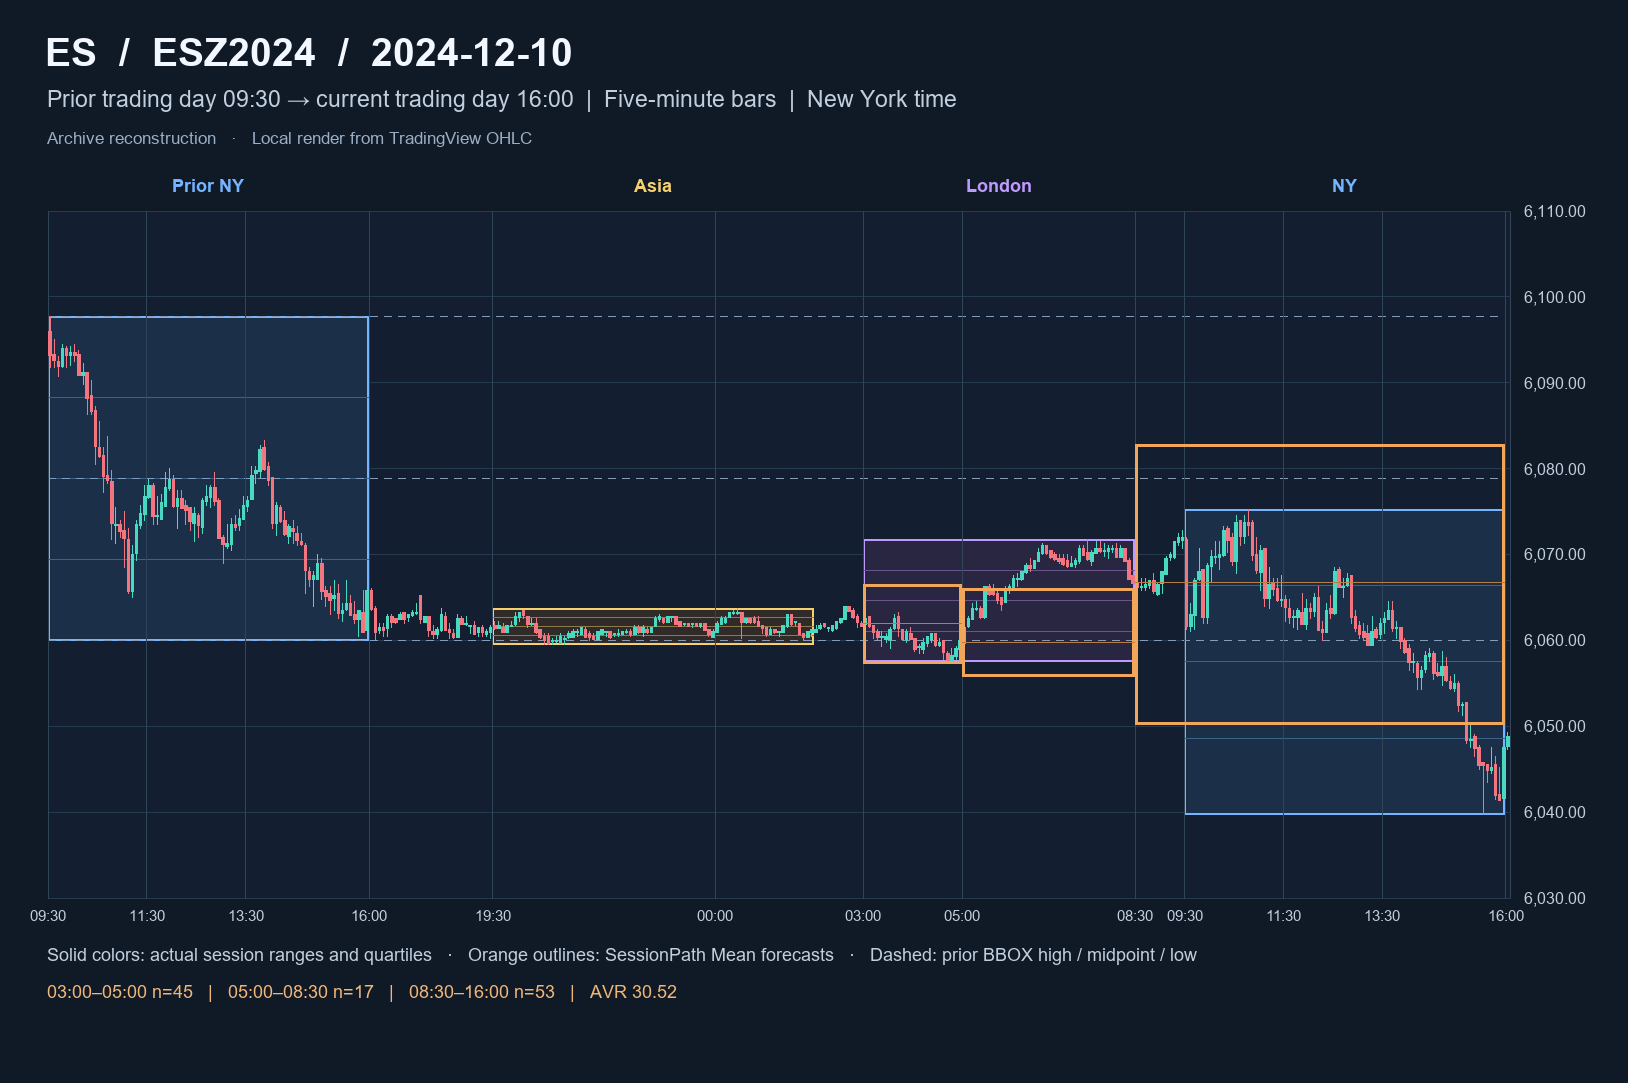 ES / ESZ2024 / 2024-12-10
Prior trading day 09:30 → current trading day 16:00 | Five-minute bars | New York time
Archive reconstruction · Local render from TradingView OHLC
Prior NY Asia London NY
6,110.00
6,100.00
6,090.00
6,080.00
6,070.00
6,060.00
6,050.00
6,040.00
6,030.00
09:30 11:30 13:30 16:00 19:30 00:00 03:00 05:00 08:30 09:30 11:30 13:30 16:00
Solid colors: actual session ranges and quartiles · Orange outlines: SessionPath Mean forecasts · Dashed: prior BBOX high / midpoint / low
03:00–05:00 n=45 | 05:00–08:30 n=17 | 08:30–16:00 n=53 | AVR 30.52